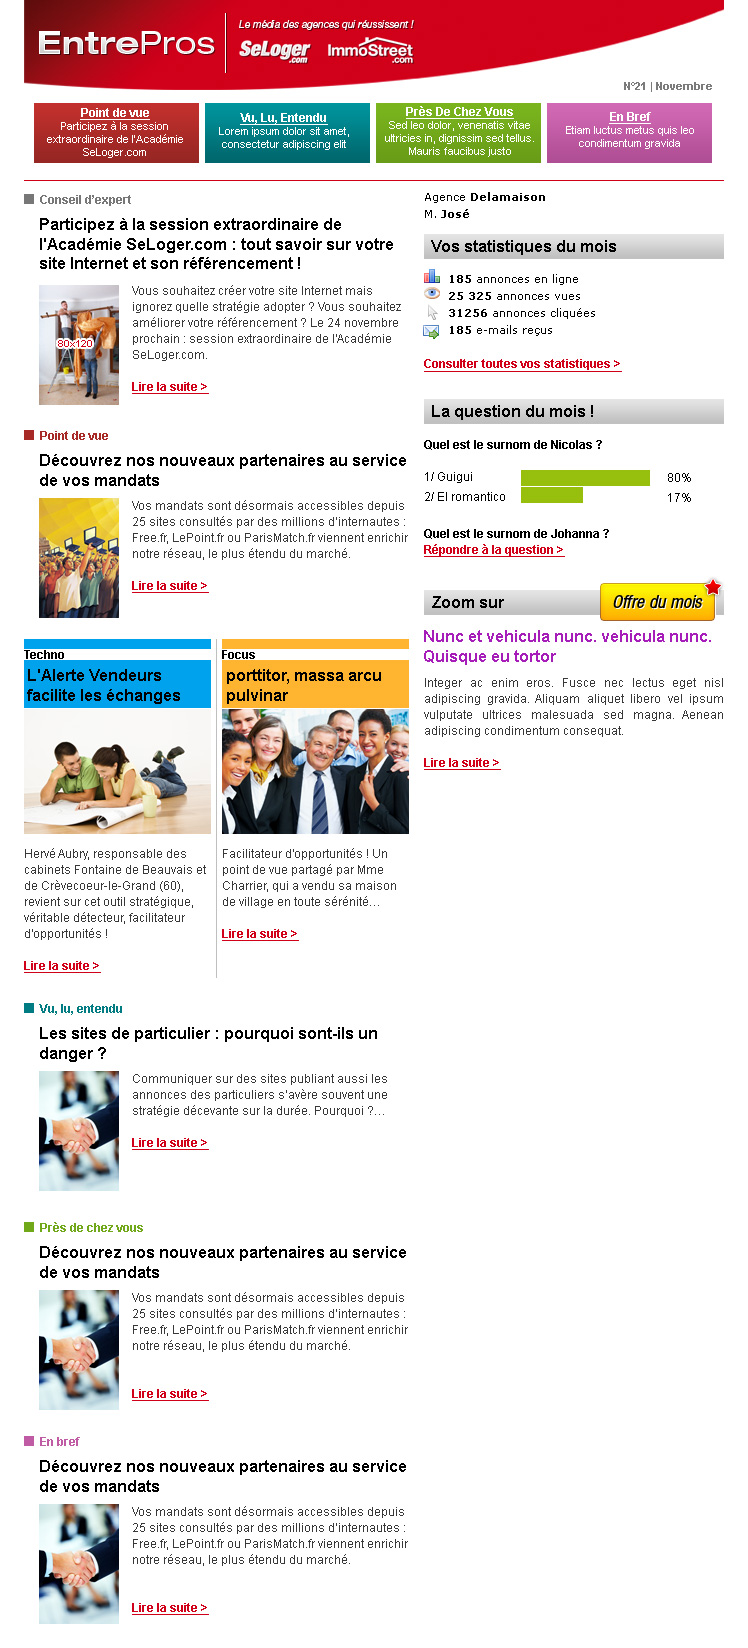 EntrePros
Le média des agences qui réussissent !
SeLoger.com
ImmoStreet.com
N°21 | Novembre
Point de vue
Participez à la session
extraordinaire de l'Académie
SeLoger.com
Vu, Lu, Entendu
Lorem ipsum dolor sit amet,
consectetur adipiscing elit
Près De Chez Vous
Sed leo dolor, venenatis vitae
ultricies in, dignissim sed tellus.
Mauris faucibus justo
En Bref
Etiam luctus metus quis leo
condimentum gravida
Conseil d'expert
Participez à la session extraordinaire de
l'Académie SeLoger.com : tout savoir sur votre
site Internet et son référencement !
80x120
Vous souhaitez créer votre site Internet mais
ignorez quelle stratégie adopter ? Vous souhaitez
améliorer votre référencement ? Le 24 novembre
prochain : session extraordinaire de l'Académie
SeLoger.com.
Lire la suite >
Point de vue
Découvrez nos nouveaux partenaires au service
de vos mandats
Vos mandats sont désormais accessibles depuis
25 sites consultés par des millions d'internautes :
Free.fr, LePoint.fr ou ParisMatch.fr viennent enrichir
notre réseau, le plus étendu du marché.
Lire la suite >
Techno
L'Alerte Vendeurs
facilite les échanges
Hervé Aubry, responsable des
cabinets Fontaine de Beauvais et
de Crèvecoeur-le-Grand (60),
revient sur cet outil stratégique,
véritable détecteur, facilitateur
d'opportunités !
Lire la suite >
Focus
porttitor, massa arcu
pulvinar
Facilitateur d'opportunités ! Un
point de vue partagé par Mme
Charrier, qui a vendu sa maison
de village en toute sérénité...
Lire la suite >
Vu, lu, entendu
Les sites de particulier : pourquoi sont-ils un
danger ?
Communiquer sur des sites publiant aussi les
annonces des particuliers s'avère souvent une
stratégie décevante sur la durée. Pourquoi ?...
Lire la suite >
Près de chez vous
Découvrez nos nouveaux partenaires au service
de vos mandats
Vos mandats sont désormais accessibles depuis
25 sites consultés par des millions d'internautes :
Free.fr, LePoint.fr ou ParisMatch.fr viennent enrichir
notre réseau, le plus étendu du marché.
Lire la suite >
En bref
Découvrez nos nouveaux partenaires au service
de vos mandats
Vos mandats sont désormais accessibles depuis
25 sites consultés par des millions d'internautes :
Free.fr, LePoint.fr ou ParisMatch.fr viennent enrichir
notre réseau, le plus étendu du marché.
Lire la suite >
Agence Delamaison
M. José
Vos statistiques du mois
185 annonces en ligne
25 325 annonces vues
31256 annonces cliquées
185 e-mails reçus
Consulter toutes vos statistiques >
La question du mois !
Quel est le surnom de Nicolas ?
1/ Guigui 80%
2/ El romantico 17%
Quel est le surnom de Johanna ?
Répondre à la question >
Zoom sur
Offre du mois
Nunc et vehicula nunc. vehicula nunc.
Quisque eu tortor
Integer ac enim eros. Fusce nec lectus eget nisl
adipiscing gravida. Aliquam aliquet libero vel ipsum
vulputate ultrices malesuada sed magna. Aenean
adipiscing condimentum consequat.
Lire la suite >